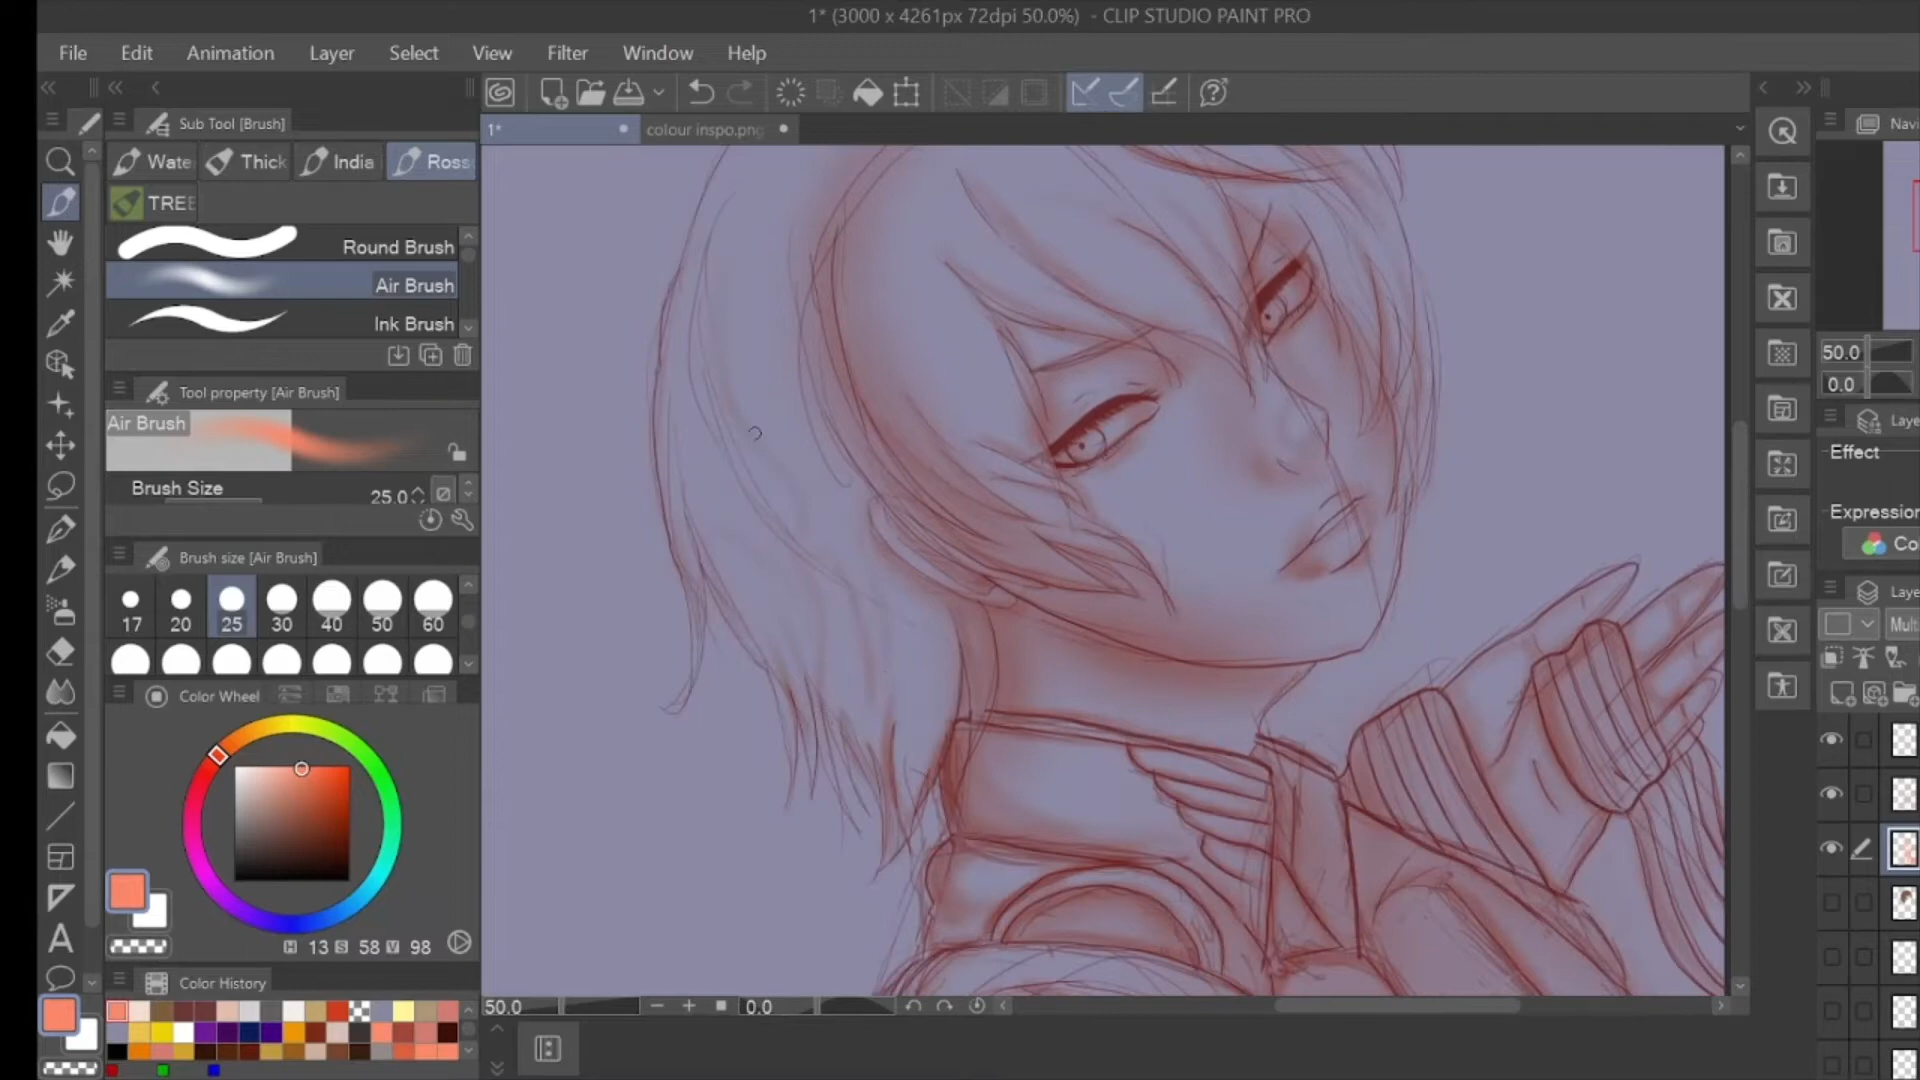 1* (3000 x 4261px 72dpi 50.0%) - CLIP STUDIO PAINT PRO
File Edit Animation Layer Select View Filter Window Help
Sub Tool [Brush]
Navi
1*
colour inspo.png
Wate Thick India Ross
TREE
Round Brush
Air Brush
Ink Brush
50.0
0.0
Tool property [Air Brush]
Air Brush
Laye
Effect
Brush Size 25.0
Expression
Co
Brush size [Air Brush]
17 20 25 30 40 50 60
Laye
Mult
Color Wheel
H 13 S 58 V 98
Color History
50.0
0.0